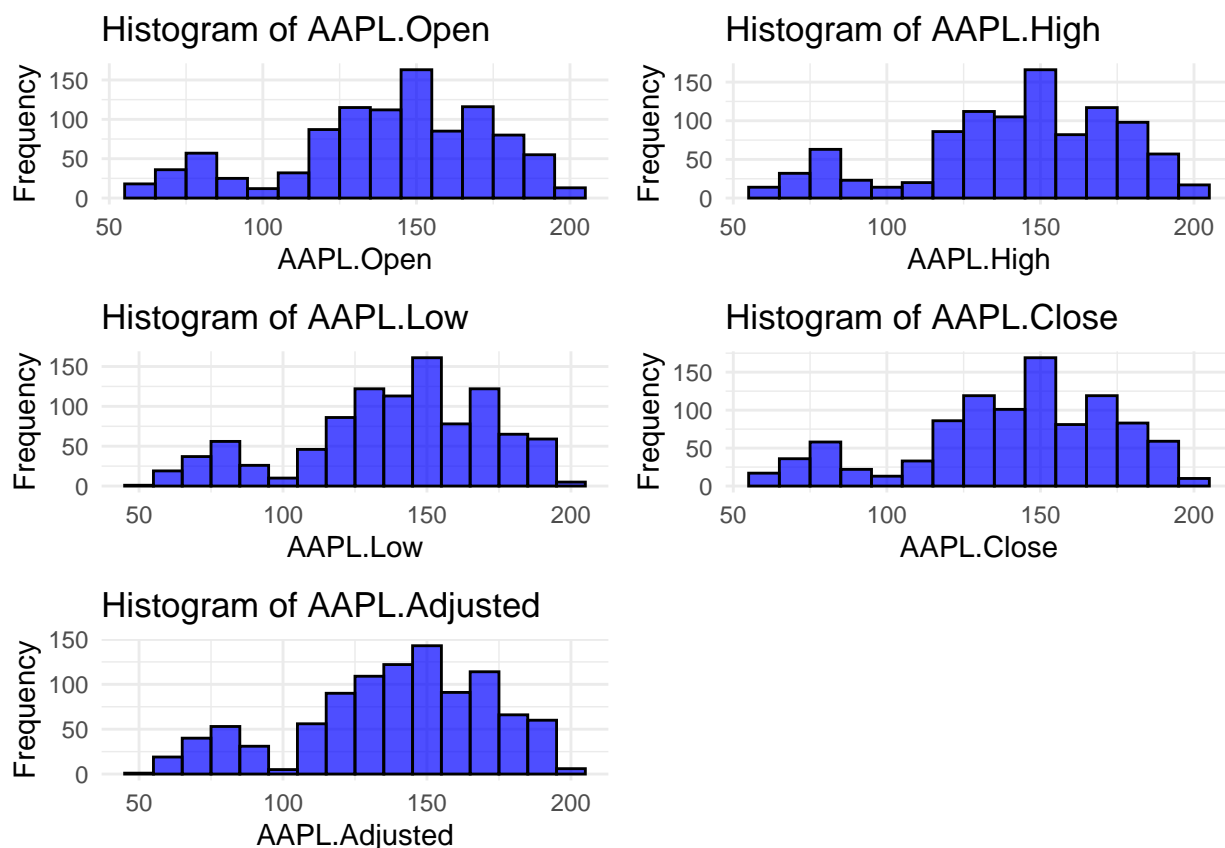 Histogram of AAPL.Open
Frequency
150
100
50
0
50 100 150 200
AAPL.Open
Histogram of AAPL.High
Frequency
150
100
50
0
50 100 150 200
AAPL.High
Histogram of AAPL.Low
Frequency
150
100
50
0
50 100 150 200
AAPL.Low
Histogram of AAPL.Close
Frequency
150
100
50
0
50 100 150 200
AAPL.Close
Histogram of AAPL.Adjusted
Frequency
150
100
50
0
50 100 150 200
AAPL.Adjusted